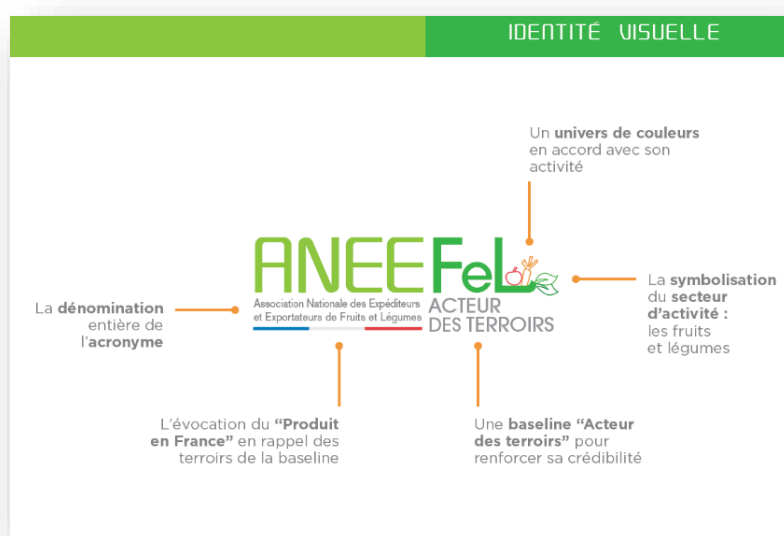 IDENTITÉ VISUELLE
Un univers de couleurs
en accord avec son
activité
ANEEFeL
Association Nationale des Expéditeurs
et Exportateurs de Fruits et Légumes
ACTEUR
DES TERROIRS
La symbolisation
du secteur
d'activité :
les fruits
et légumes
La dénomination
entière de
l'acronyme
L'évocation du "Produit
en France" en rappel des
terroirs de la baseline
Une baseline "Acteur
des terroirs" pour
renforcer sa crédibilité